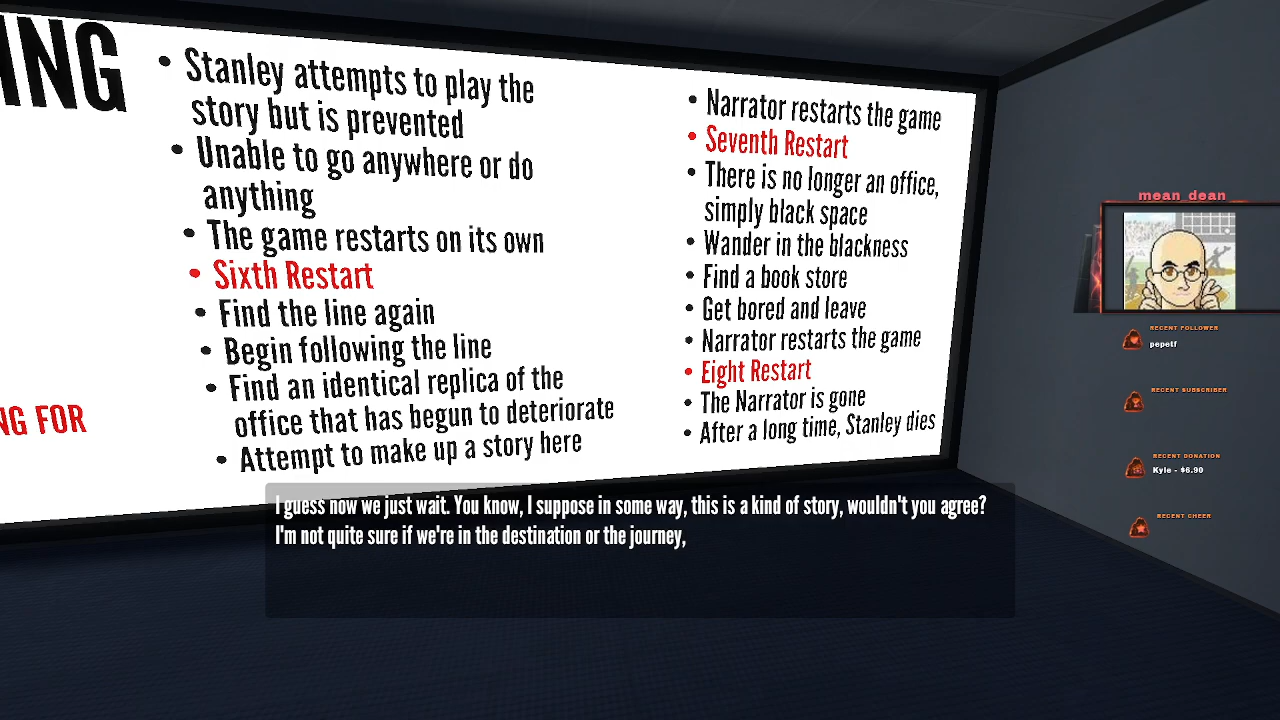 ING
• Stanley attempts to play the
story but is prevented
• Unable to go anywhere or do
anything
• The game restarts on its own
• Sixth Restart
• Find the line again
• Begin following the line
• Find an identical replica of the
office that has begun to deteriorate
• Attempt to make up a story here
NG FOR
• Narrator restarts the game
• Seventh Restart
• There is no longer an office,
simply black space
• Wander in the blackness
• Find a book store
• Get bored and leave
• Narrator restarts the game
• Eight Restart
• The Narrator is gone
• After a long time, Stanley dies
mean_dean
RECENT FOLLOWER
pepetf
RECENT SUBSCRIBER
RECENT DONATION
Kyle - $6.90
RECENT CHEER
I guess now we just wait. You know, I suppose in some way, this is a kind of story, wouldn't you agree?
I'm not quite sure if we're in the destination or the journey,